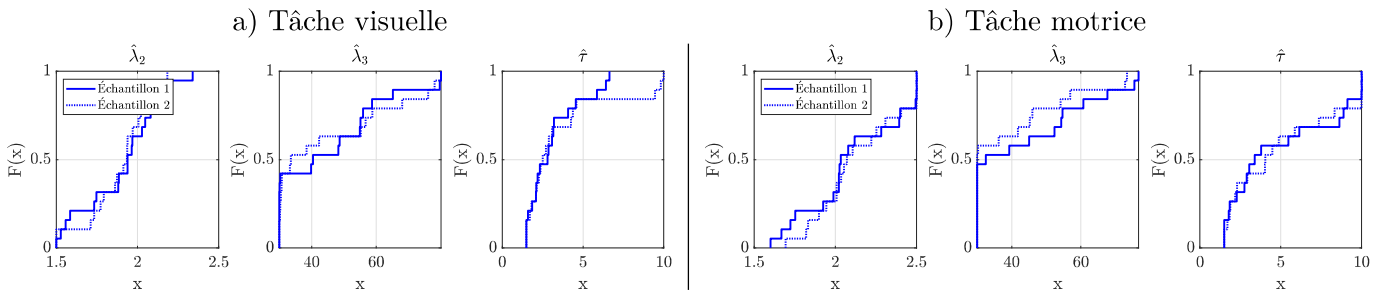 a) Tâche visuelle
b) Tâche motrice
λ̂₂
λ̂₃
τ̂
λ̂₂
λ̂₃
τ̂
F(x)
1
0.5
0
Échantillon 1
Échantillon 2
1.5 2 2.5
x
F(x)
1
0.5
0
40 60
x
F(x)
1
0.5
0
0 5 10
x
F(x)
1
0.5
0
Échantillon 1
Échantillon 2
1.5 2 2.5
x
F(x)
1
0.5
0
40 60
x
F(x)
1
0.5
0
0 5 10
x